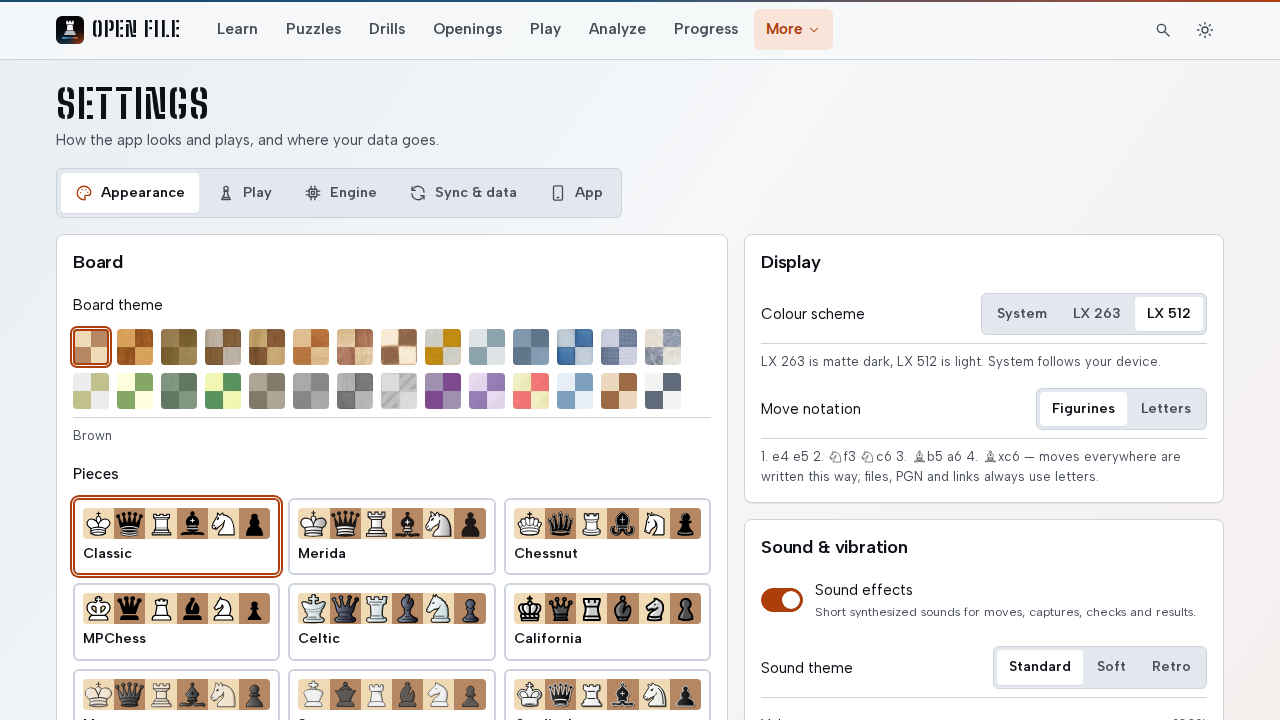 OPEN FILE
Learn
Puzzles
Drills
Openings
Play
Analyze
Progress
More
SETTINGS
How the app looks and plays, and where your data goes.
Appearance
Play
Engine
Sync & data
App
Board
Board theme
Brown
Pieces
Classic
Merida
Chessnut
MPChess
Celtic
California
Display
Colour scheme
System
LX 263
LX 512
LX 263 is matte dark, LX 512 is light. System follows your device.
Move notation
Figurines
Letters
1. e4 e5 2. ♘f3 ♘c6 3. ♗b5 a6 4. ♗xc6 — moves everywhere are
written this way; files, PGN and links always use letters.
Sound & vibration
Sound effects
Short synthesized sounds for moves, captures, checks and results.
Sound theme
Standard
Soft
Retro